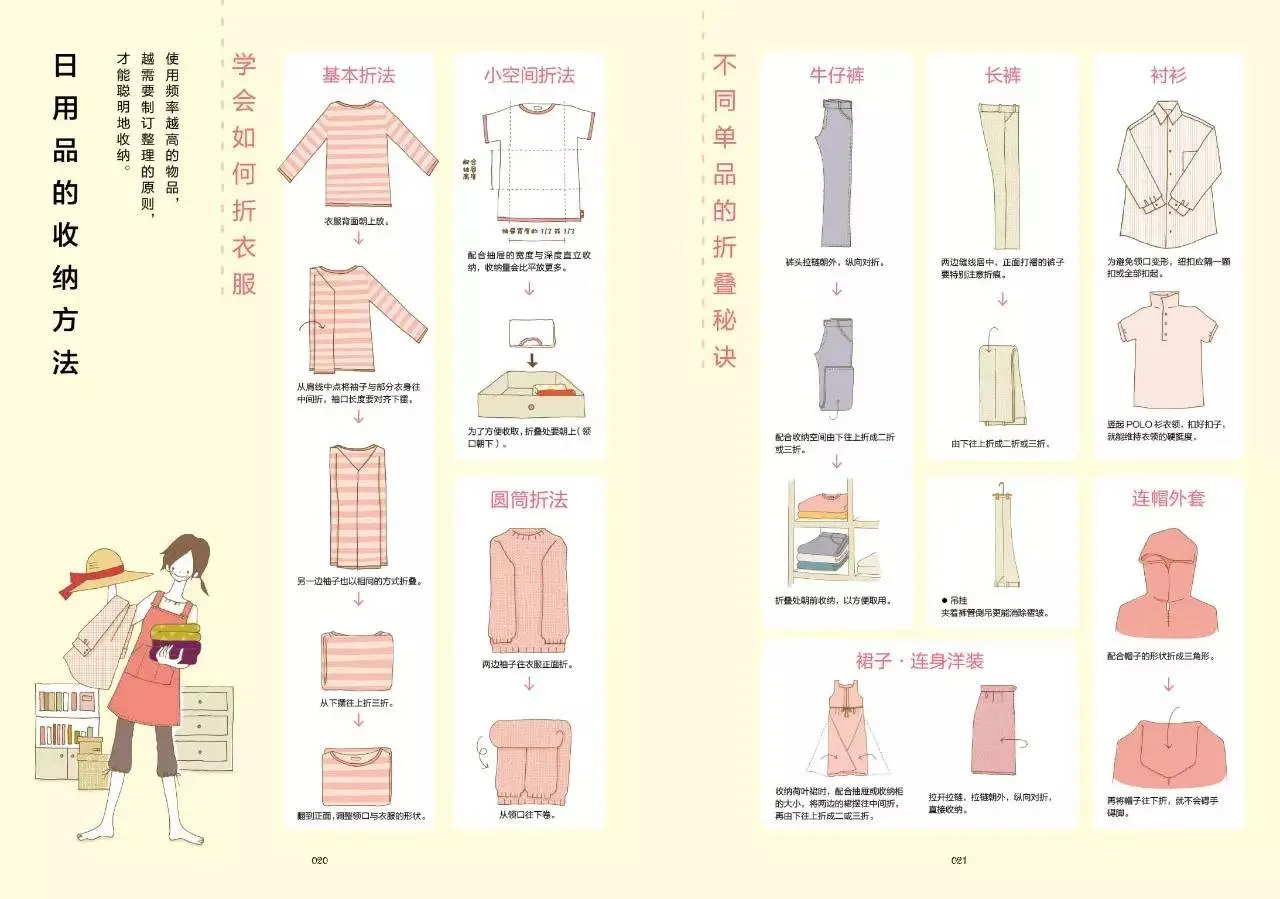 日用品的收纳方法
使用频率越高的物品，
越需要制订整理的原则，
才能聪明地收纳。
学会如何折衣服
基本折法
衣服背面朝上放。
从肩线中点将袖子与部分衣身往
中间折，袖口长度要对齐下摆。
另一边袖子也以相同的方式折叠。
从下摆往上折三折。
翻到正面，调整领口与衣服的形状。
小空间折法
配合
抽屉
高度
抽屉宽度的 1/2 或 1/3
配合抽屉的宽度与深度直立收
纳，收纳量会比平放更多。
为了方便收取，折叠处要朝上（领
口朝下）。
圆筒折法
两边袖子往衣服正面折。
从领口往下卷。
020
不同单品的折叠秘诀
牛仔裤
裤头拉链朝外，纵向对折。
配合收纳空间由下往上折成二折
或三折。
折叠处朝前收纳，以方便取用。
长裤
两边缝线居中，正面打褶的裤子
要特别注意折痕。
由下往上折成二折或三折。
● 吊挂
夹着裤管倒吊更能消除褶皱。
衬衫
为避免领口变形，纽扣应隔一颗
扣或全部扣起。
竖起 POLO 衫衣领，扣好扣子，
就能维持衣领的硬挺度。
裙子·连身洋装
收纳荷叶裙时，配合抽屉或收纳柜
的大小，将两边的裙摆往中间折，
再由下往上折成二或三折。
拉开拉链，拉链朝外，纵向对折，
直接收纳。
连帽外套
配合帽子的形状折成三角形。
再将帽子往下折，就不会碍手
碍脚。
021